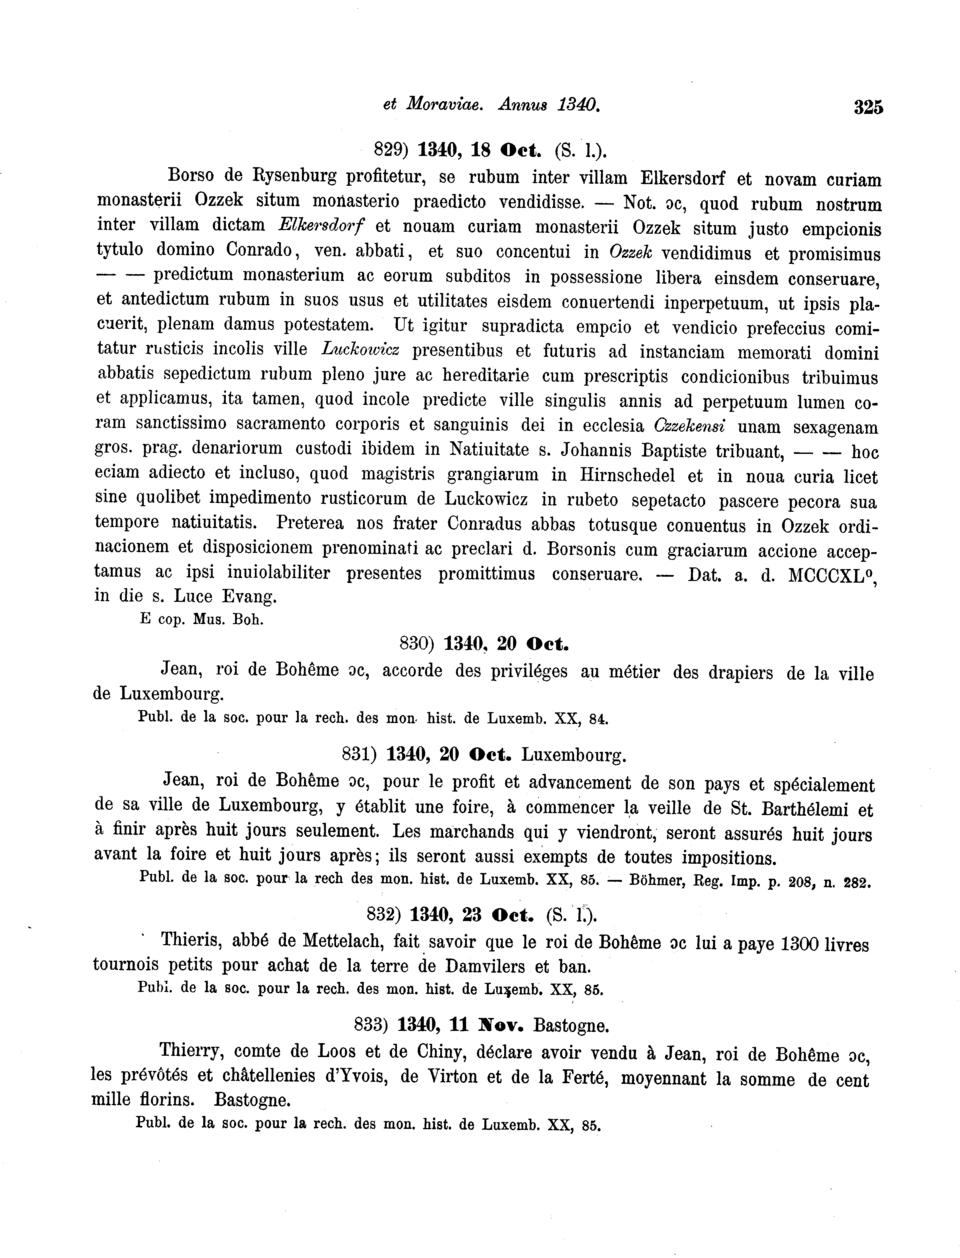 et Moraviae. Annus 1340. 325
829) 1340, 18 Oct. (S. l.).
Borso de Rysenburg profitetur, se rubum inter villam Elkersdorf et novam curiam
monasterii Ozzek situm monasterio praedicto vendidisse. — Not. ɔc, quod rubum nostrum
inter villam dictam Elkersdorf et nouam curiam monasterii Ozzek situm justo empcionis
tytulo domino Conrado, ven. abbati, et suo concentui in Ozzek vendidimus et promisimus
— — predictum monasterium ac eorum subditos in possessione libera einsdem conseruare,
et antedictum rubum in suos usus et utilitates eisdem conuertendi inperpetuum, ut ipsis pla-
cuerit, plenam damus potestatem. Ut igitur supradicta empcio et vendicio prefeccius comi-
tatur rusticis incolis ville Luckowicz presentibus et futuris ad instanciam memorati domini
abbatis sepedictum rubum pleno jure ac hereditarie cum prescriptis condicionibus tribuimus
et applicamus, ita tamen, quod incole predicte ville singulis annis ad perpetuum lumen co-
ram sanctissimo sacramento corporis et sanguinis dei in ecclesia Czzekensi unam sexagenam
gros. prag. denariorum custodi ibidem in Natiuitate s. Johannis Baptiste tribuant, — — hoc
eciam adiecto et incluso, quod magistris grangiarum in Hirnschedel et in noua curia licet
sine quolibet impedimento rusticorum de Luckowicz in rubeto sepetacto pascere pecora sua
tempore natiuitatis. Preterea nos frater Conradus abbas totusque conuentus in Ozzek ordi-
nacionem et disposicionem prenominati ac preclari d. Borsonis cum graciarum accione accep-
tamus ac ipsi inuiolabiliter presentes promittimus conseruare. — Dat. a. d. MCCCXLº,
in die s. Luce Evang.
E cop. Mus. Boh.
830) 1340, 20 Oct.
Jean, roi de Bohême ɔc, accorde des priviléges au métier des drapiers de la ville
de Luxembourg.
Publ. de la soc. pour la rech. des mon. hist. de Luxemb. XX, 84.
831) 1340, 20 Oct. Luxembourg.
Jean, roi de Bohême ɔc, pour le profit et advancement de son pays et spécialement
de sa ville de Luxembourg, y établit une foire, à commencer la veille de St. Barthélemi et
à finir après huit jours seulement. Les marchands qui y viendront, seront assurés huit jours
avant la foire et huit jours après; ils seront aussi exempts de toutes impositions.
Publ. de la soc. pour la rech des mon. hist. de Luxemb. XX, 85. — Böhmer, Reg. Imp. p. 208, n. 282.
832) 1340, 23 Oct. (S. l.).
Thieris, abbé de Mettelach, fait savoir que le roi de Bohême ɔc lui a paye 1300 livres
tournois petits pour achat de la terre de Damvilers et ban.
Publ. de la soc. pour la rech. des mon. hist. de Luxemb. XX, 85.
833) 1340, 11 Nov. Bastogne.
Thierry, comte de Loos et de Chiny, déclare avoir vendu à Jean, roi de Bohême ɔc,
les prévôtés et châtellenies d'Yvois, de Virton et de la Ferté, moyennant la somme de cent
mille florins. Bastogne.
Publ. de la soc. pour la rech. des mon. hist. de Luxemb. XX, 85.